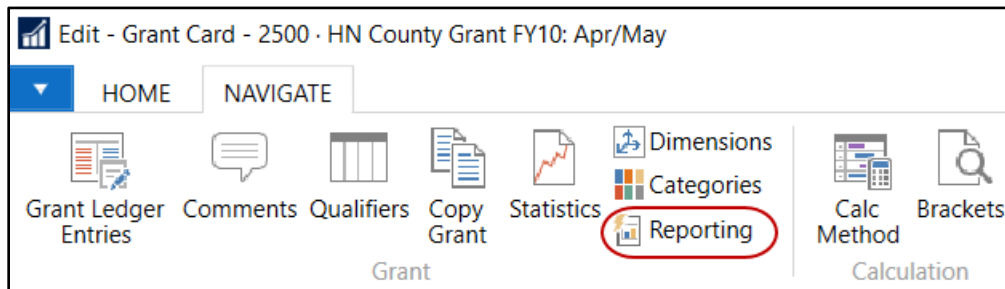 Edit - Grant Card - 2500 · HN County Grant FY10: Apr/May
HOME NAVIGATE
Grant Ledger Entries
Comments
Qualifiers
Copy Grant
Statistics
Dimensions
Categories
Reporting
Grant
Calc Method
Brackets
Calculation